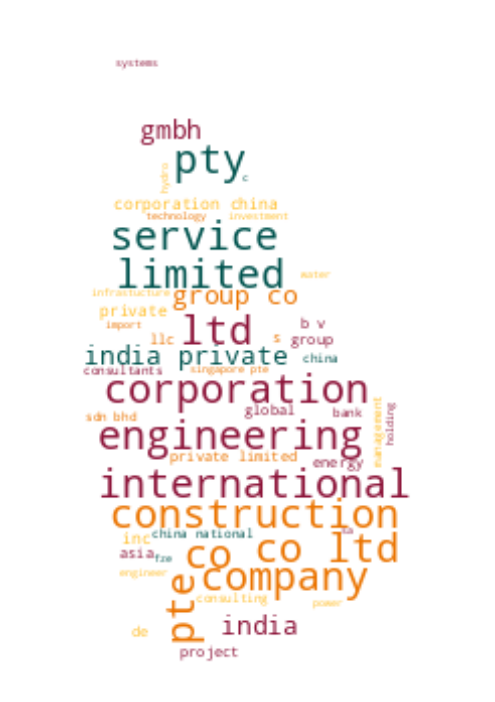 systems
gmbh
pty
hydro
c
corporation china
technology
investment
service
limited
water
infrastucture
group co
private
import
ltd
b v
llc
s
group
india private
china
consultants
singapore pte
corporation
management
holding
global
bank
sdn bhd
engineering
private limited
energy
international
construction
sa
china national
inc
co ltd
asia
fze
co
engineer
company
pte
consulting
power
de
india
project